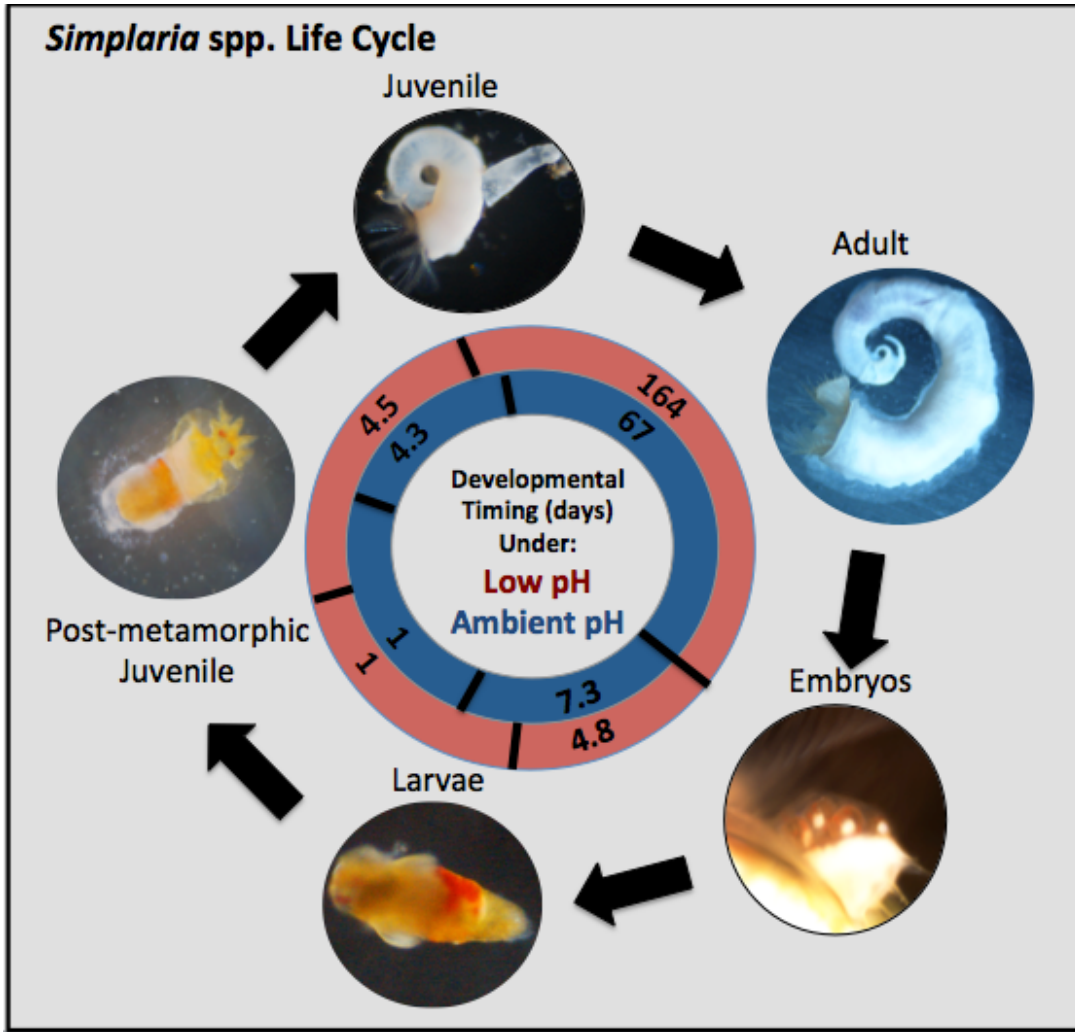 Simplaria spp. Life Cycle
Juvenile
Adult
164
67
4.5
4.3
Developmental
Timing (days)
Under:
Low pH
Ambient pH
Post-metamorphic
Juvenile
1
1
7.3
4.8
Embryos
Larvae